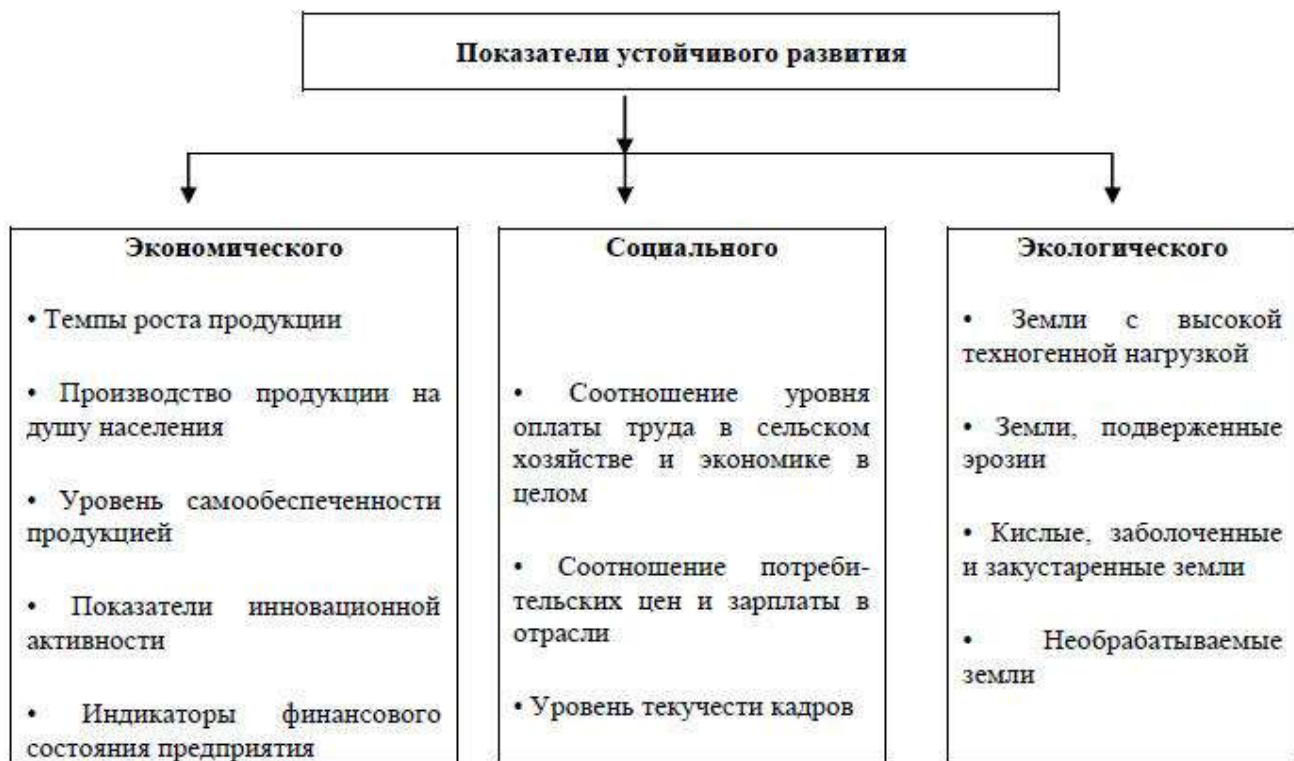 Показатели устойчивого развития
Экономического
• Темпы роста продукции
• Производство продукции на
душу населения
• Уровень самообеспеченности
продукцией
• Показатели инновационной
активности
• Индикаторы финансового
состояния предприятия
Социального
• Соотношение уровня
оплаты труда в сельском
хозяйстве и экономике в
целом
• Соотношение потреби-
тельских цен и зарплаты в
отрасли
• Уровень текучести кадров
Экологического
• Земли с высокой
техногенной нагрузкой
• Земли, подверженные
эрозии
• Кислые, заболоченные
и закустаренные земли
• Необрабатываемые
земли